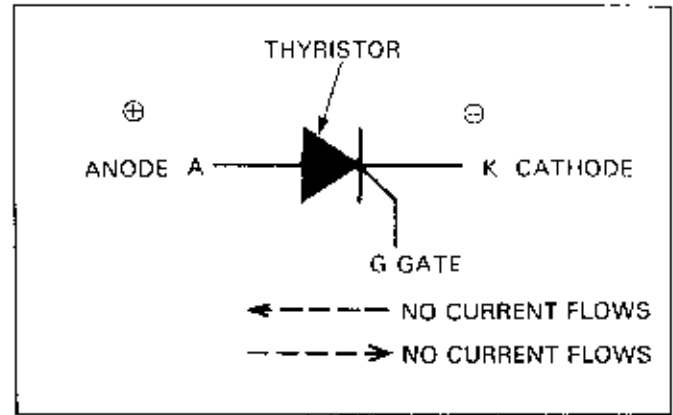 THYRISTOR
⊕ ⊖
ANODE A K CATHODE
G GATE
NO CURRENT FLOWS
NO CURRENT FLOWS